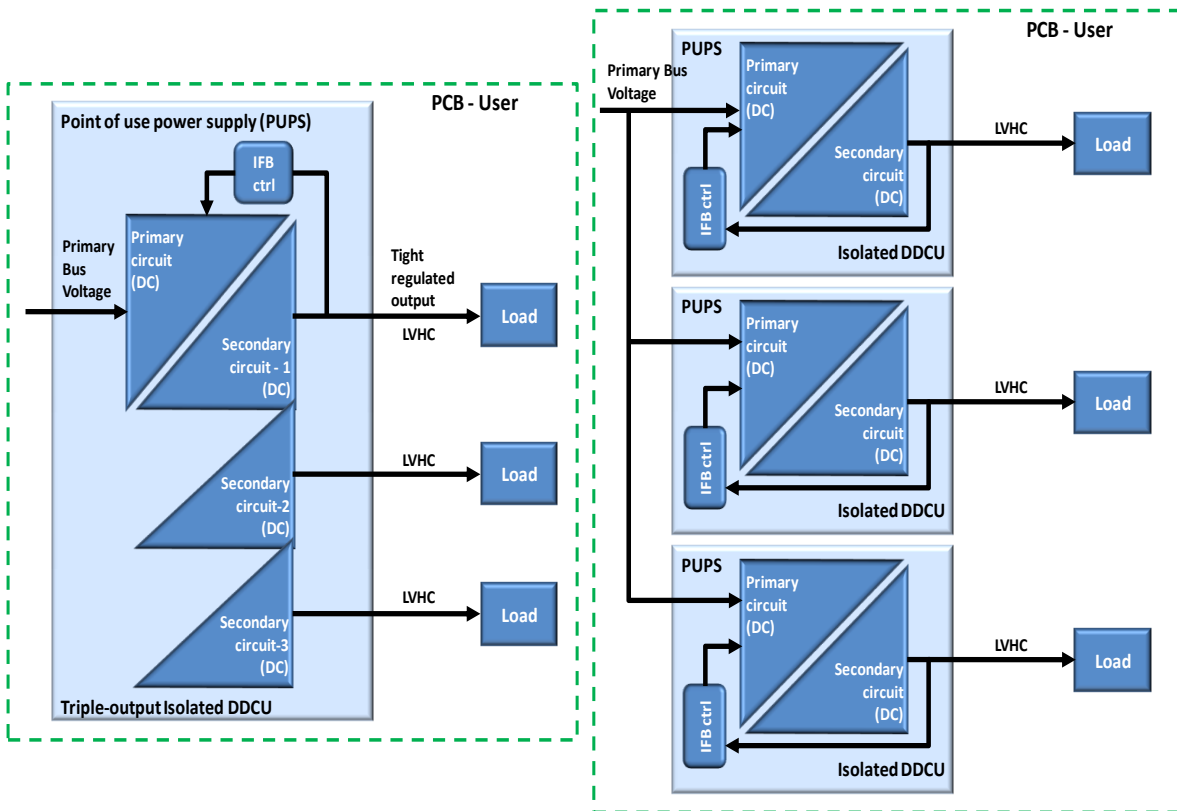 PCB - User
Point of use power supply (PUPS)
IFB
ctrl
Primary
circuit
(DC)
Primary
Bus
Voltage
Secondary
circuit - 1
(DC)
Tight
regulated
output
LVHC
Load
Secondary
circuit-2
(DC)
LVHC
Load
Secondary
circuit-3
(DC)
LVHC
Load
Triple-output Isolated DDCU
PCB - User
Primary Bus
Voltage
PUPS
Primary
circuit
(DC)
IFB ctrl
Secondary
circuit
(DC)
LVHC
Load
Isolated DDCU
PUPS
Primary
circuit
(DC)
IFB ctrl
Secondary
circuit
(DC)
LVHC
Load
Isolated DDCU
PUPS
Primary
circuit
(DC)
IFB ctrl
Secondary
circuit
(DC)
LVHC
Load
Isolated DDCU